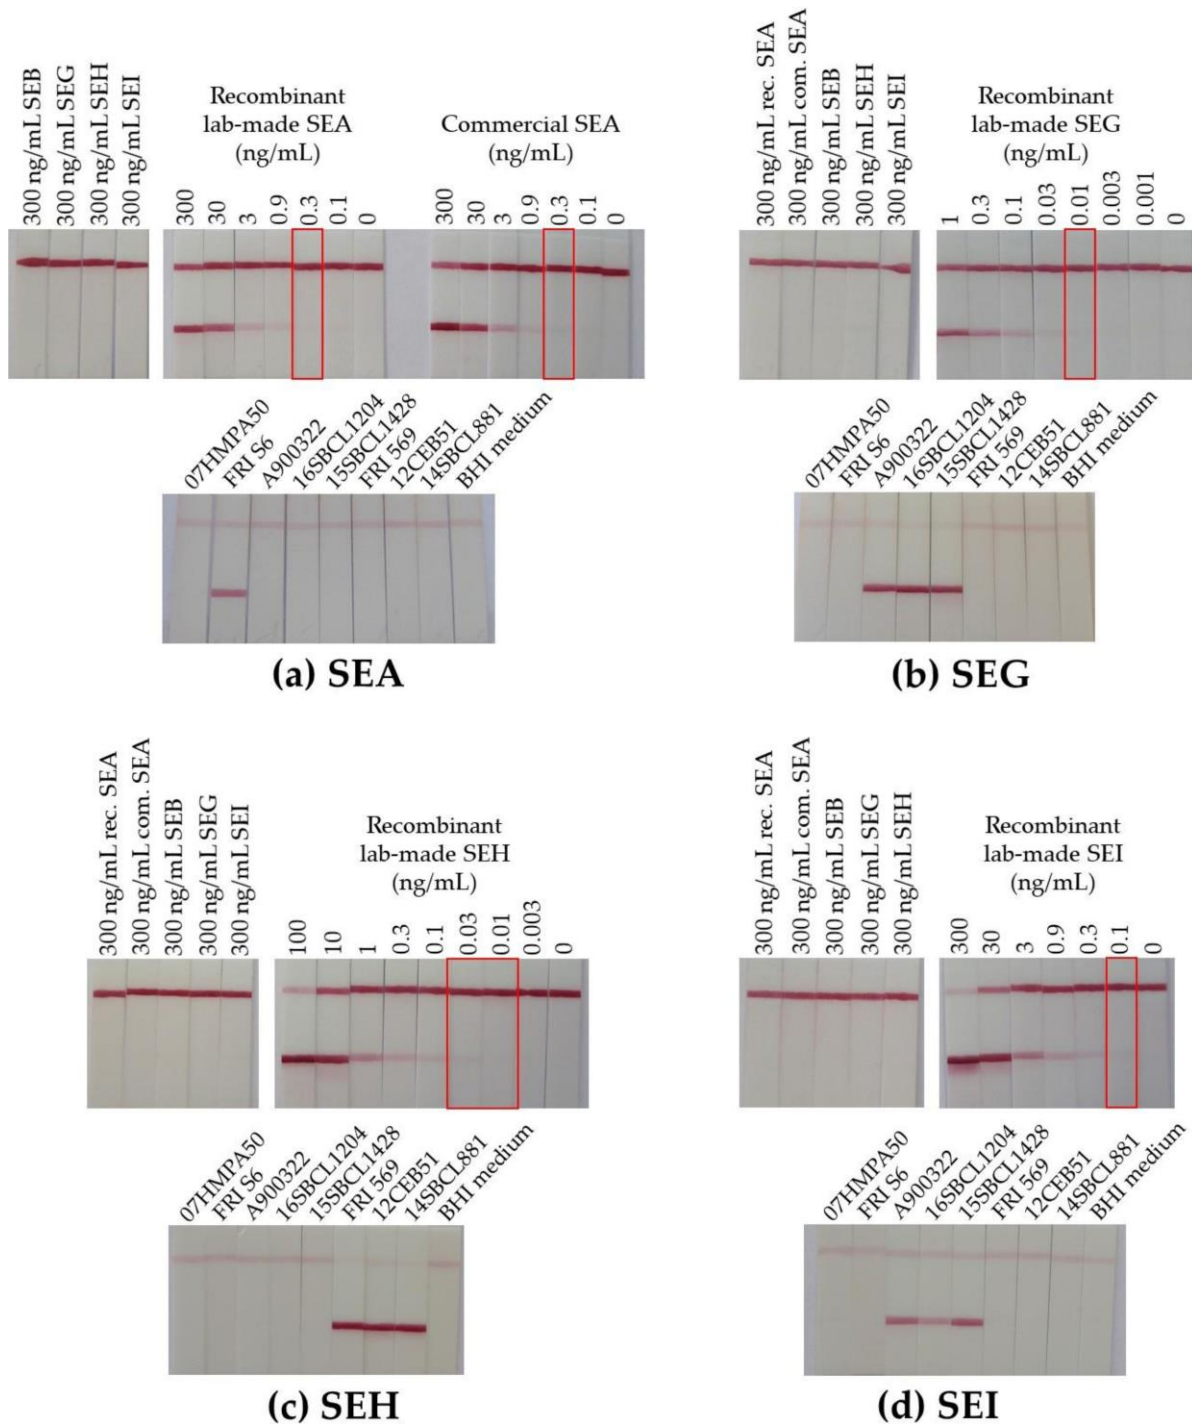 300 ng/mL SEB
300 ng/mL SEG
300 ng/mL SEH
300 ng/mL SEI
Recombinant
lab-made SEA
(ng/mL)
300
30
3
0.9
0.3
0.1
0
Commercial SEA
(ng/mL)
300
30
3
0.9
0.3
0.1
0
07HMPA50
FRI S6
A900322
16SBCL1204
15SBCL1428
FRI 569
12CEB51
14SBCL881
BHI medium
(a) SEA
300 ng/mL rec. SEA
300 ng/mL com. SEA
300 ng/mL SEB
300 ng/mL SEH
300 ng/mL SEI
Recombinant
lab-made SEG
(ng/mL)
1
0.3
0.1
0.03
0.01
0.003
0.001
0
07HMPA50
FRI S6
A900322
16SBCL1204
15SBCL1428
FRI 569
12CEB51
14SBCL881
BHI medium
(b) SEG
300 ng/mL rec. SEA
300 ng/mL com. SEA
300 ng/mL SEB
300 ng/mL SEG
300 ng/mL SEI
Recombinant
lab-made SEH
(ng/mL)
100
10
1
0.3
0.1
0.03
0.01
0.003
0
07HMPA50
FRI S6
A900322
16SBCL1204
15SBCL1428
FRI 569
12CEB51
14SBCL881
BHI medium
(c) SEH
300 ng/mL rec. SEA
300 ng/mL com. SEA
300 ng/mL SEB
300 ng/mL SEG
300 ng/mL SEH
Recombinant
lab-made SEI
(ng/mL)
300
30
3
0.9
0.3
0.1
0
07HMPA50
FRI S6
A900322
16SBCL1204
15SBCL1428
FRI 569
12CEB51
14SBCL881
BHI medium
(d) SEI